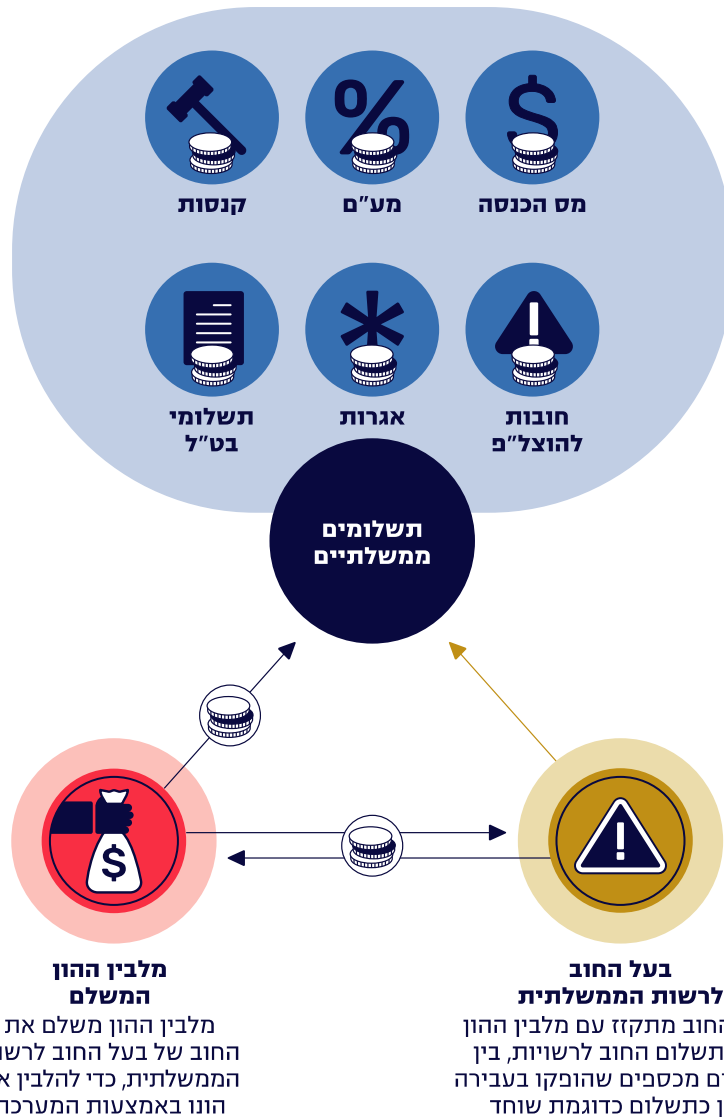 מס הכנסה
מע"ם
קנסות
חובות
להוצל"פ
אגרות
תשלומי
בט"ל
תשלומים
ממשלתיים
בעל החוב
לרשות הממשלתית
החוב מתקזז עם מלבין ההון
תשלום החוב לרשויות, בין
מכספים שהופקו בעבירה
כתשלום כדוגמת שוחד
מלבין ההון
המשלם
מלבין ההון משלם את
החוב של בעל החוב
הממשלתית, כדי להלבין
הונו באמצעות המערכת